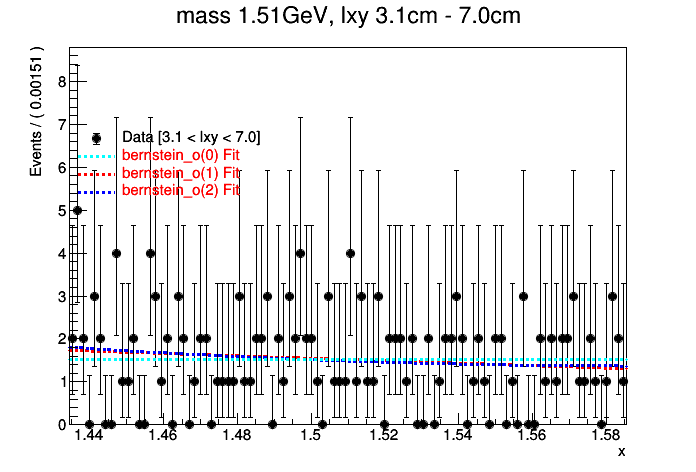 mass 1.51GeV, lxy 3.1cm - 7.0cm
Events / ( 0.00151 )
8
7
6
5
4
3
2
1
0
Data [3.1 < lxy < 7.0]
bernstein_o(0) Fit
bernstein_o(1) Fit
bernstein_o(2) Fit
1.44 1.46 1.48 1.5 1.52 1.54 1.56 1.58
x